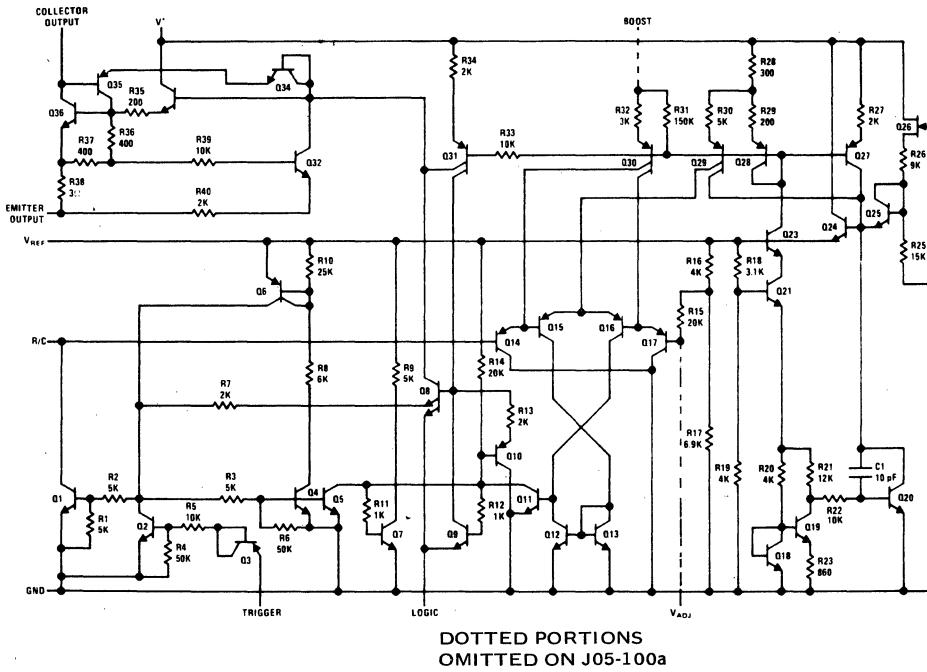 COLLECTOR
OUTPUT
V+
BOOST
R28
300
R34
2K
Q35
Q34
R35
200
R32
3K
R31
150K
R30
5K
R29
200
R27
2K
Q26
Q36
R37
400
R36
400
R33
10K
R39
10K
Q32
Q31
Q30
Q29
Q28
Q27
R26
9K
R38
3Ω
R40
2K
EMITTER
OUTPUT
Q24
Q25
VREF
Q23
R25
15K
R10
25K
R16
4K
R18
3.1K
Q6
Q21
R15
20K
Q15
Q16
R/C
Q14
Q17
R8
6K
R9
5K
R14
20K
R7
2K
Q8
R13
2K
R17
6.9K
Q10
R2
5K
R3
5K
R19
4K
R20
4K
R21
12K
C1
10 pF
Q1
Q4
Q5
Q11
Q20
R5
10K
R11
1K
R12
1K
R22
10K
R1
5K
Q2
R6
50K
Q7
Q9
Q12
Q13
Q19
R4
50K
Q3
Q18
R23
860
GND
TRIGGER
LOGIC
VADJ
DOTTED PORTIONS
OMITTED ON J05-100a